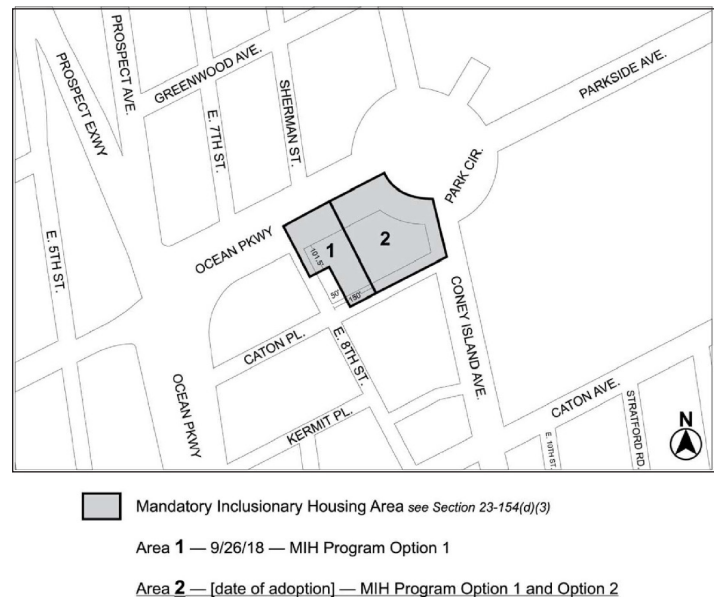 PROSPECT AVE.
PROSPECT EXWY
GREENWOOD AVE.
E. 7TH ST.
SHERMAN ST.
PARKSIDE AVE.
PARK CIR.
E. 5TH ST.
OCEAN PKWY
1
2
101.5'
50'
180'
CATON PL.
E. 8TH ST.
CONEY ISLAND AVE.
OCEAN PKWY
KERMIT PL.
CATON AVE.
E. 10TH ST.
STRATFORD RD.
N
Mandatory Inclusionary Housing Area see Section 23-154(d)(3)
Area 1 — 9/26/18 — MIH Program Option 1
Area 2 — [date of adoption] — MIH Program Option 1 and Option 2